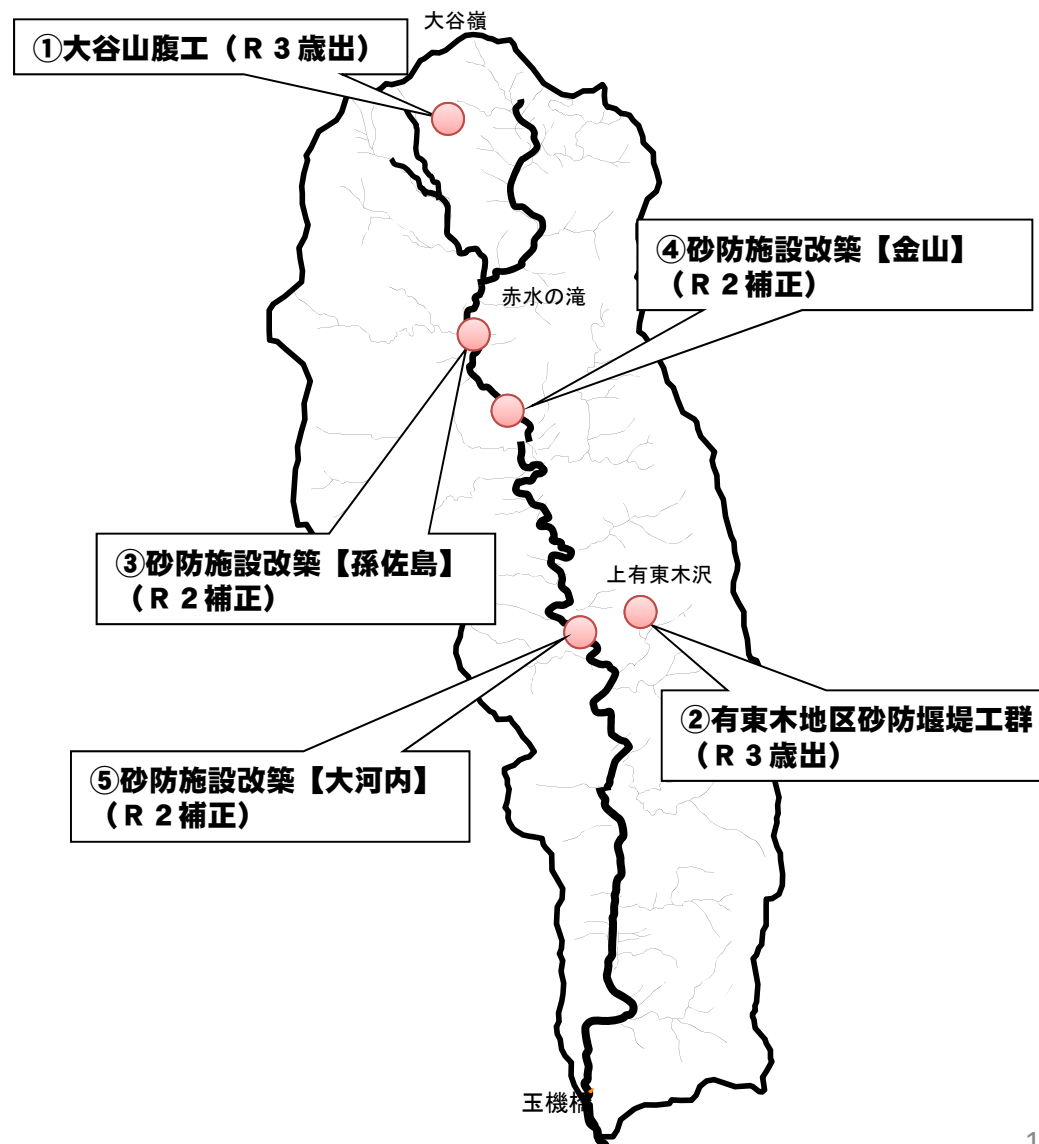 大谷嶺
①大谷山腹工（Ｒ３歳出）
④砂防施設改築【金山】
（Ｒ２補正）
赤水の滝
③砂防施設改築【孫佐島】
（Ｒ２補正）
上有東木沢
②有東木地区砂防堰堤工群
（Ｒ３歳出）
⑤砂防施設改築【大河内】
（Ｒ２補正）
玉機橋
1